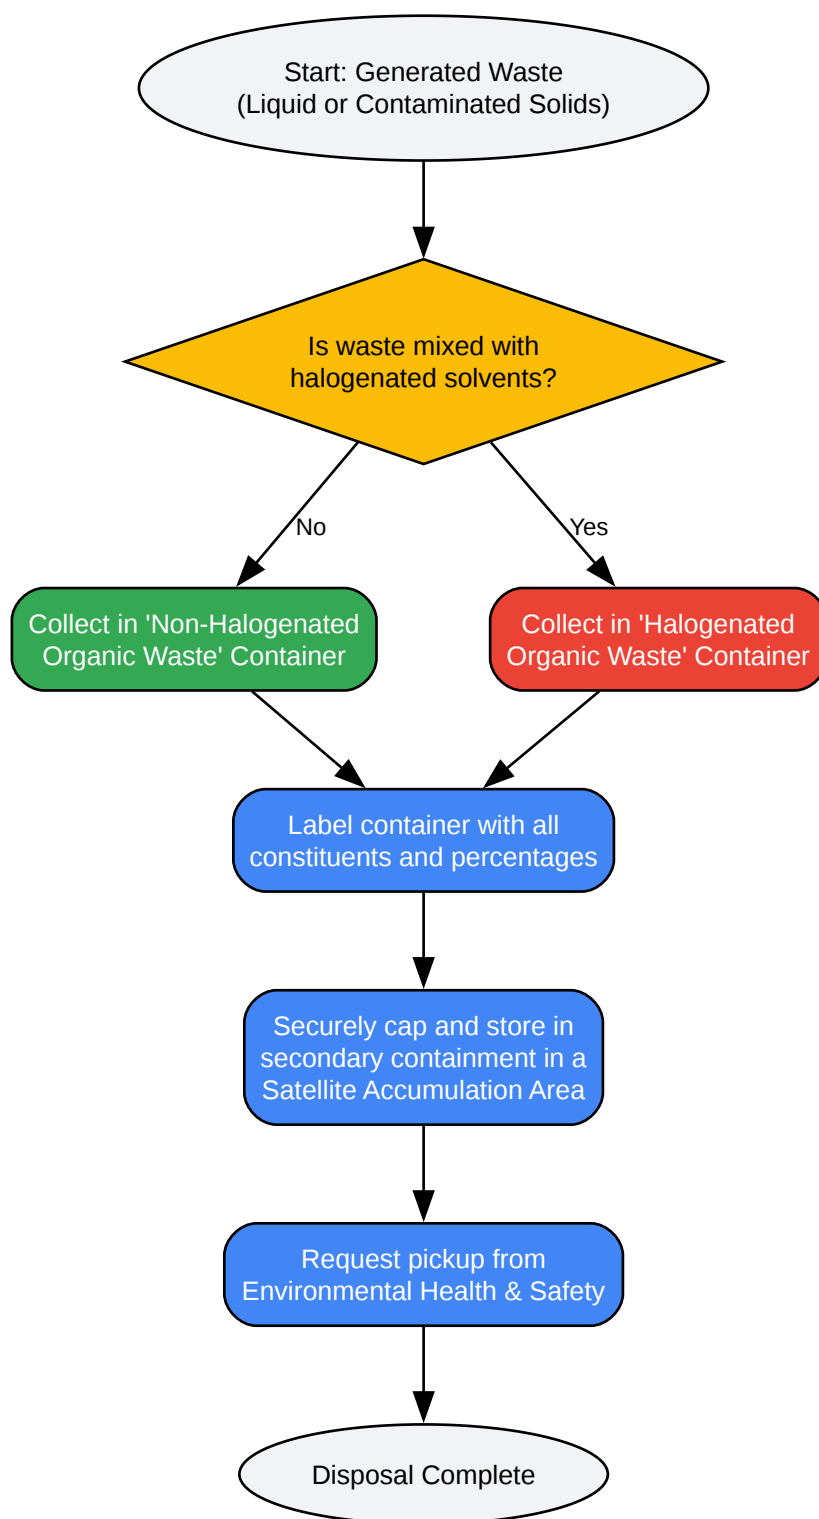 Start: Generated Waste
(Liquid or Contaminated Solids)
Is waste mixed with
halogenated solvents?
No
Yes
Collect in 'Non-Halogenated
Organic Waste' Container
Collect in 'Halogenated
Organic Waste' Container
Label container with all
constituents and percentages
Securely cap and store in
secondary containment in a
Satellite Accumulation Area
Request pickup from
Environmental Health & Safety
Disposal Complete